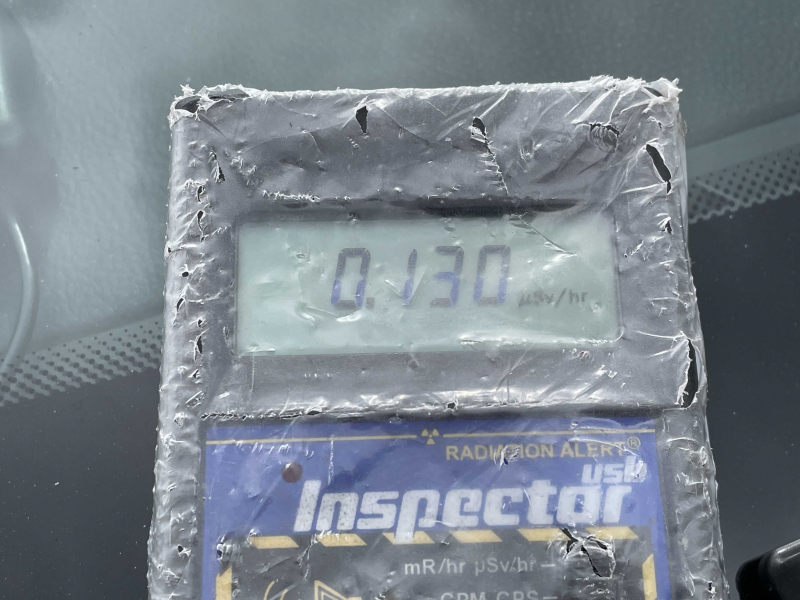 0.130 µSv/hr
RADIATION ALERT®
usb
Inspector
mR/hr µSv/hr
CPM CPS